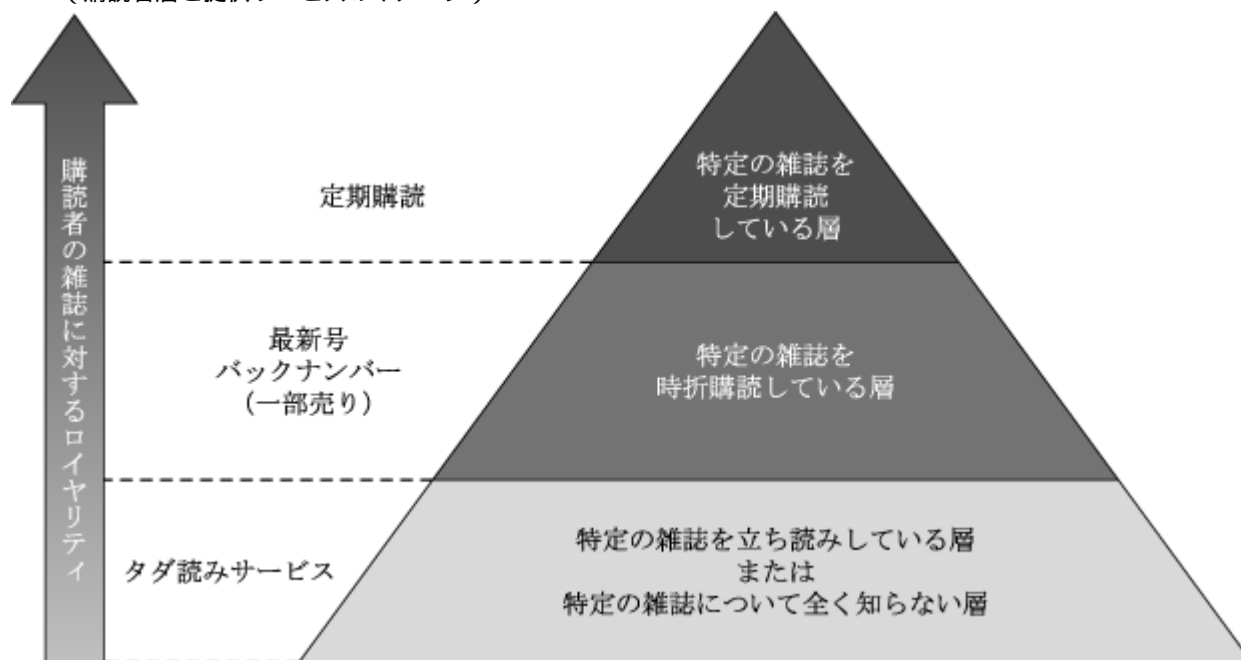 購読者の雑誌に対するロイヤリティ
定期購読
特定の雑誌を
定期購読
している層
最新号
バックナンバー
(一部売り)
特定の雑誌を
時折購読している層
タダ読みサービス
特定の雑誌を立ち読みしている層
または
特定の雑誌について全く知らない層